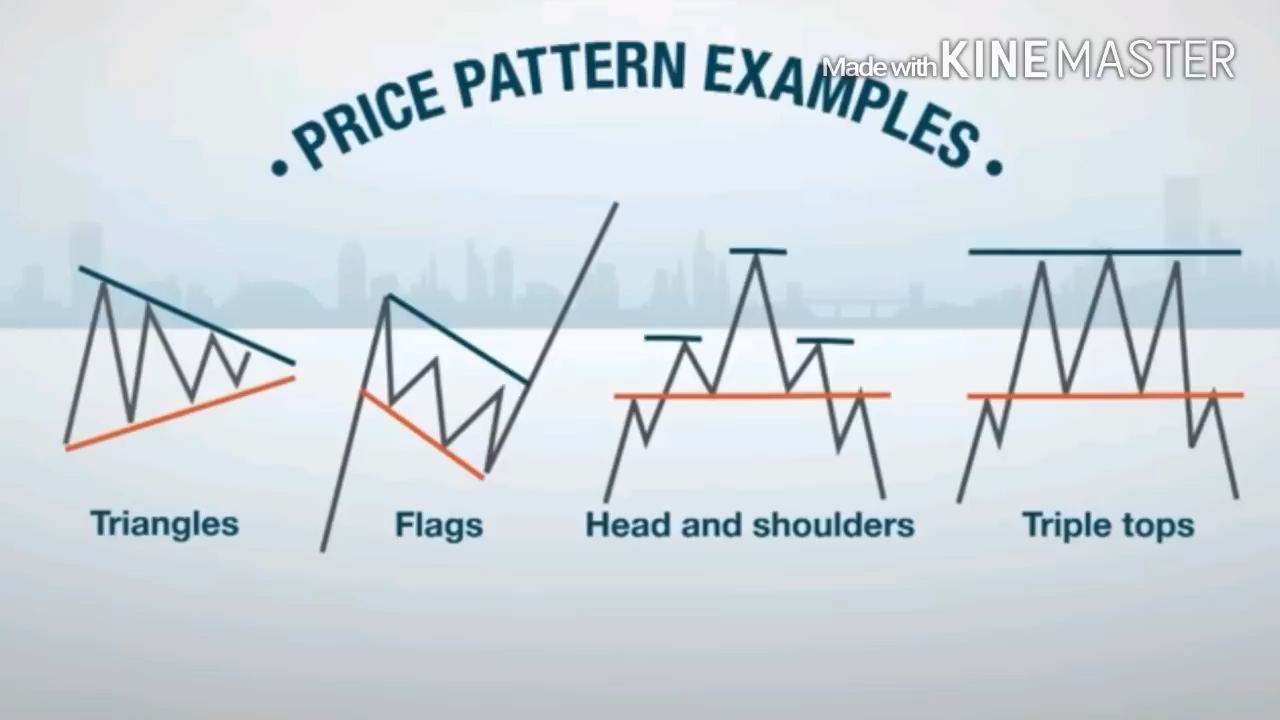 • PRICE PATTERN EXAMPLES •
Made with KINEMASTER
Triangles
Flags
Head and shoulders
Triple tops